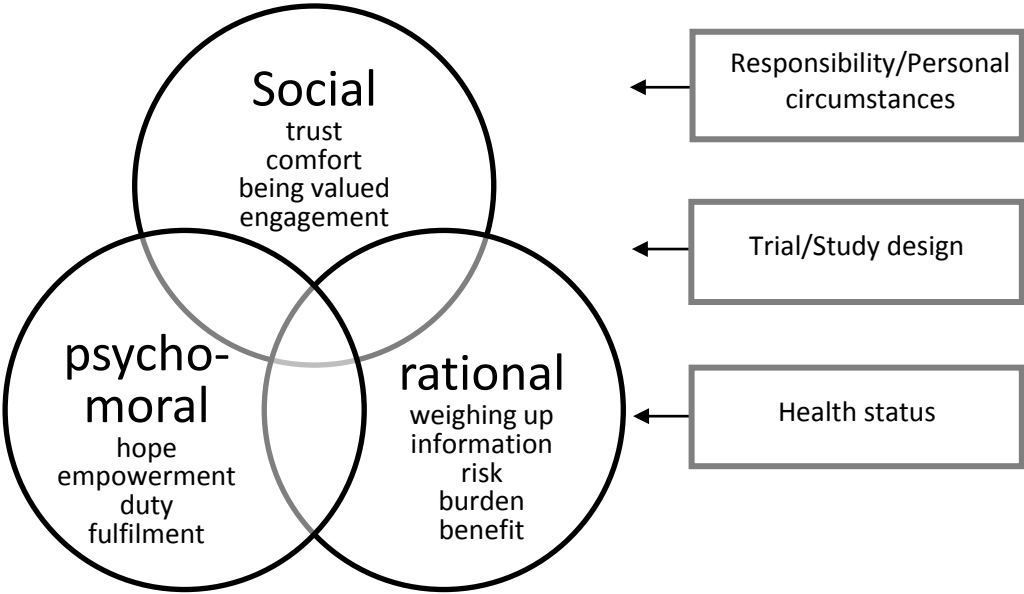 Social
trust
comfort
being valued
engagement
psycho-
moral
hope
empowerment
duty
fulfilment
rational
weighing up
information
risk
burden
benefit
Responsibility/Personal
circumstances
Trial/Study design
Health status